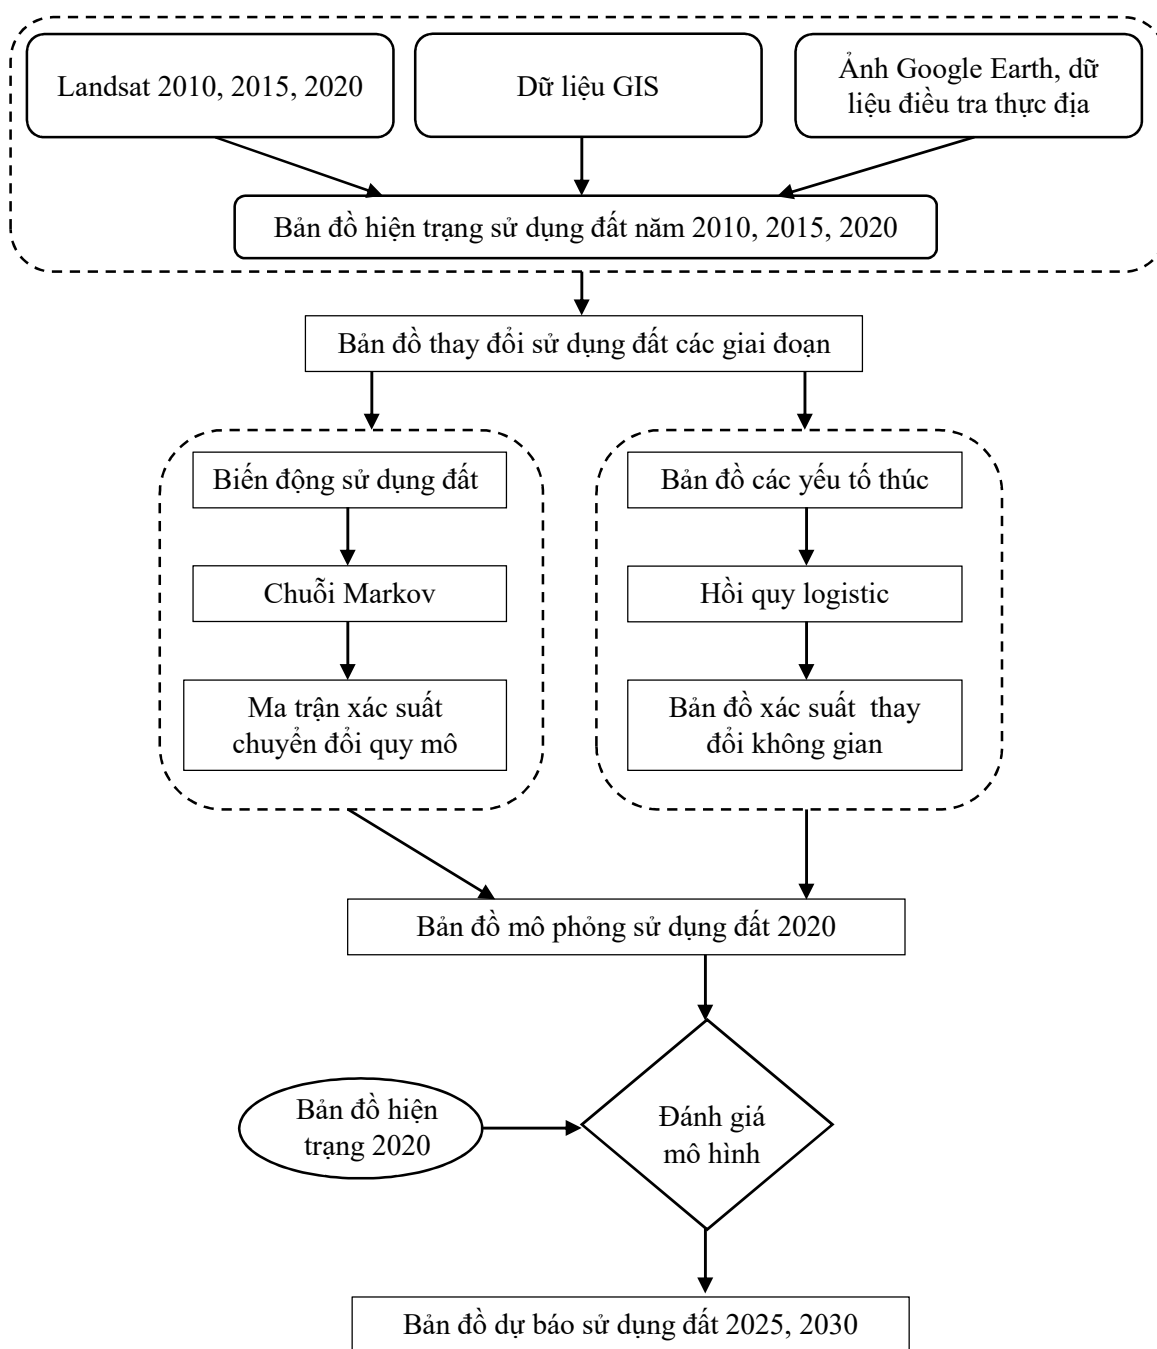 Landsat 2010, 2015, 2020
Dữ liệu GIS
Ảnh Google Earth, dữ
liệu điều tra thực địa
Bản đồ hiện trạng sử dụng đất năm 2010, 2015, 2020
Bản đồ thay đổi sử dụng đất các giai đoạn
Biến động sử dụng đất
Chuỗi Markov
Ma trận xác suất
chuyển đổi quy mô
Bản đồ các yếu tố thúc
Hồi quy logistic
Bản đồ xác suất thay
đổi không gian
Bản đồ mô phỏng sử dụng đất 2020
Bản đồ hiện
trạng 2020
Đánh giá
mô hình
Bản đồ dự báo sử dụng đất 2025, 2030